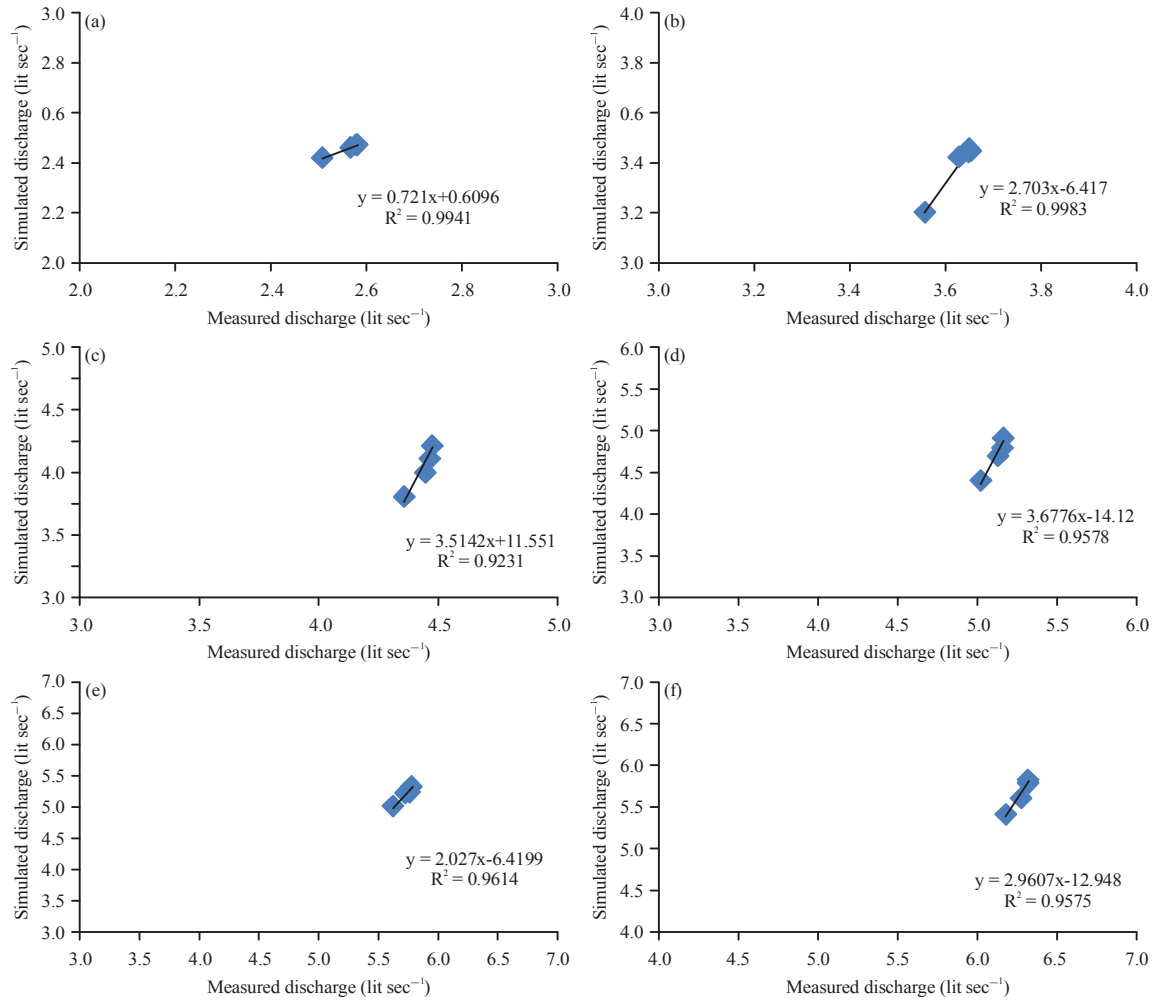 (a)
Simulated discharge (lit sec⁻¹)
3.0
2.8
0.6
2.4
2.2
2.0
2.0 2.2 2.4 2.6 2.8 3.0
Measured discharge (lit sec⁻¹)
y = 0.721x+0.6096
R² = 0.9941
(b)
Simulated discharge (lit sec⁻¹)
4.0
3.8
0.6
3.4
3.2
3.0
3.0 3.2 3.4 3.6 3.8 4.0
Measured discharge (lit sec⁻¹)
y = 2.703x-6.417
R² = 0.9983
(c)
Simulated discharge (lit sec⁻¹)
5.0
4.5
4.0
3.5
3.0
3.0 3.5 4.0 4.5 5.0
Measured discharge (lit sec⁻¹)
y = 3.5142x+11.551
R² = 0.9231
(d)
Simulated discharge (lit sec⁻¹)
6.0
5.5
5.0
4.5
4.0
3.5
3.0
3.0 3.5 4.0 4.5 5.0 5.5 6.0
Measured discharge (lit sec⁻¹)
y = 3.6776x-14.12
R² = 0.9578
(e)
Simulated discharge (lit sec⁻¹)
7.0
6.5
6.0
5.5
5.0
4.5
4.0
3.5
3.0
3.0 3.5 4.0 4.5 5.0 5.5 6.0 6.5 7.0
Measured discharge (lit sec⁻¹)
y = 2.027x-6.4199
R² = 0.9614
(f)
Simulated discharge (lit sec⁻¹)
7.0
6.5
6.0
5.5
5.0
4.5
4.0
4.0 4.5 5.0 5.5 6.0 6.5 7.0
Measured discharge (lit sec⁻¹)
y = 2.9607x-12.948
R² = 0.9575